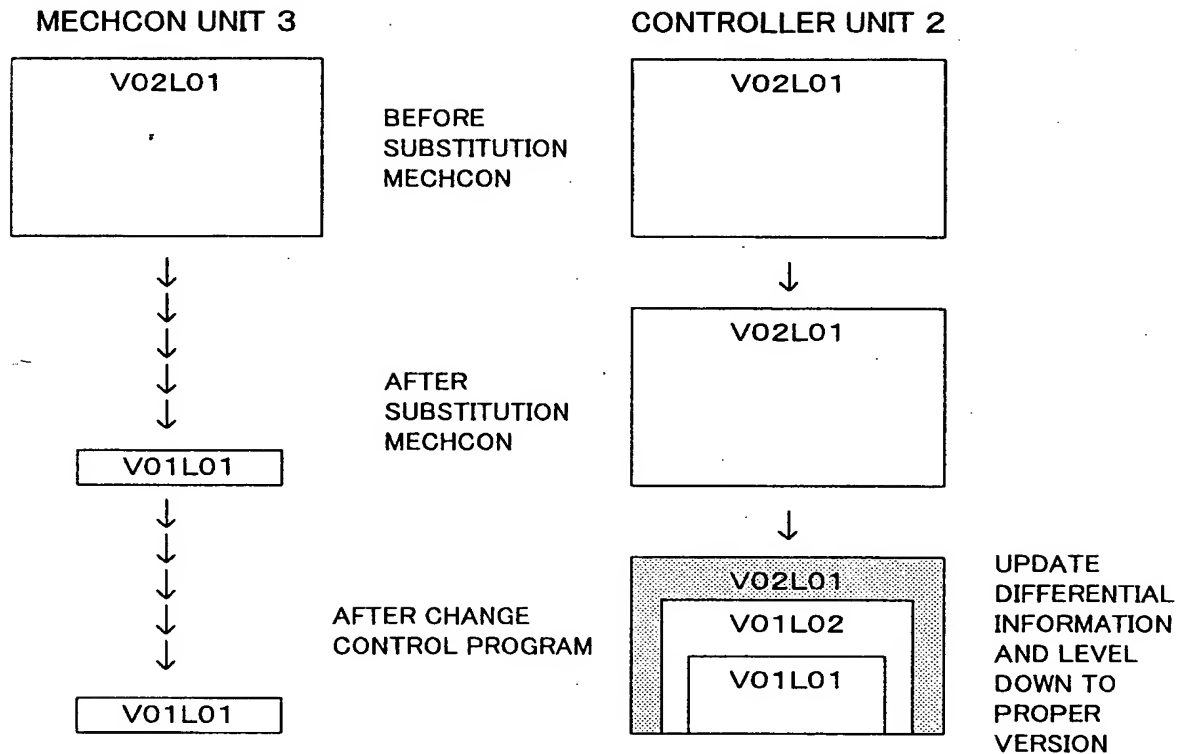 MECHCON UNIT 3
CONTROLLER UNIT 2
V02L01
BEFORE
SUBSTITUTION
MECHCON
V02L01
AFTER
SUBSTITUTION
MECHCON
V02L01
V01L01
AFTER CHANGE
CONTROL PROGRAM
V02L01
V01L02
V01L01
UPDATE
DIFFERENTIAL
INFORMATION
AND LEVEL
DOWN TO
PROPER
VERSION
V01L01